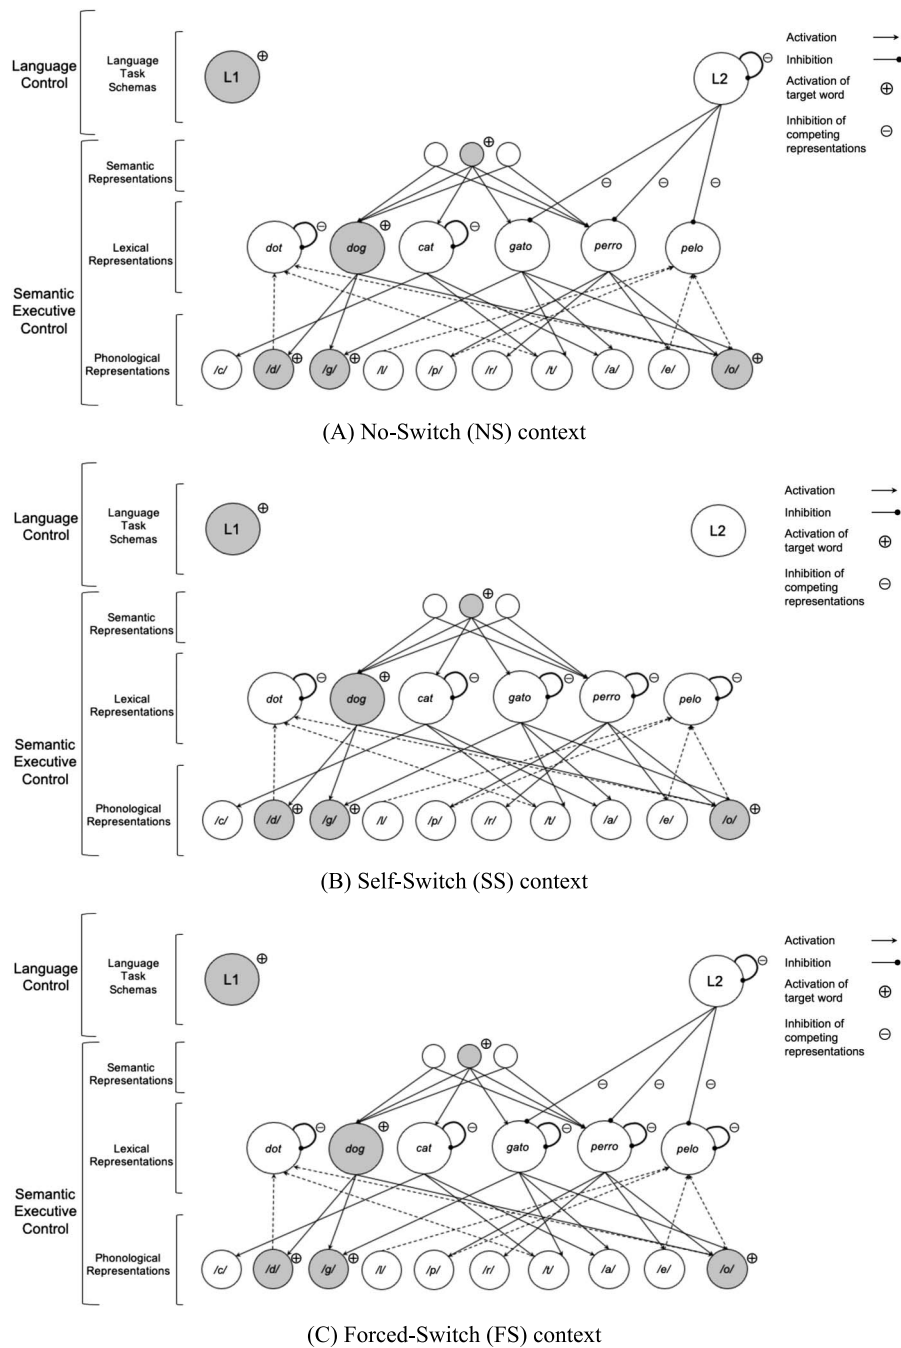 Language
Control
Language
Task
Schemas
L1
⊕
L2
⊖
Activation
Inhibition
Activation of
target word
⊕
Inhibition of
competing
representations
⊖
Semantic
Executive
Control
Semantic
Representations
⊕
⊖ ⊖ ⊖
Lexical
Representations
dot ⊖ dog ⊕ cat ⊖ gato perro pelo
Phonological
Representations
/c/ /d/ ⊕ /g/ ⊕ /l/ /p/ /r/ /t/ /a/ /e/ /o/ ⊕
(A) No-Switch (NS) context
Language
Control
Language
Task
Schemas
L1
⊕
L2
Activation
Inhibition
Activation of
target word
⊕
Inhibition of
competing
representations
⊖
Semantic
Executive
Control
Semantic
Representations
⊕
Lexical
Representations
dot ⊖ dog ⊕ cat ⊖ gato ⊖ perro ⊖ pelo ⊖
Phonological
Representations
/c/ /d/ ⊕ /g/ ⊕ /l/ /p/ /r/ /t/ /a/ /e/ /o/ ⊕
(B) Self-Switch (SS) context
Language
Control
Language
Task
Schemas
L1
⊕
L2
⊖
Activation
Inhibition
Activation of
target word
⊕
Inhibition of
competing
representations
⊖
Semantic
Executive
Control
Semantic
Representations
⊕
⊖ ⊖ ⊖
Lexical
Representations
dot ⊖ dog ⊕ cat ⊖ gato ⊖ perro ⊖ pelo ⊖
Phonological
Representations
/c/ /d/ ⊕ /g/ ⊕ /l/ /p/ /r/ /t/ /a/ /e/ /o/ ⊕
(C) Forced-Switch (FS) context